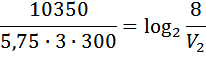 10350 / (5,75 · 3 · 300) = log₂ 8 / V₂